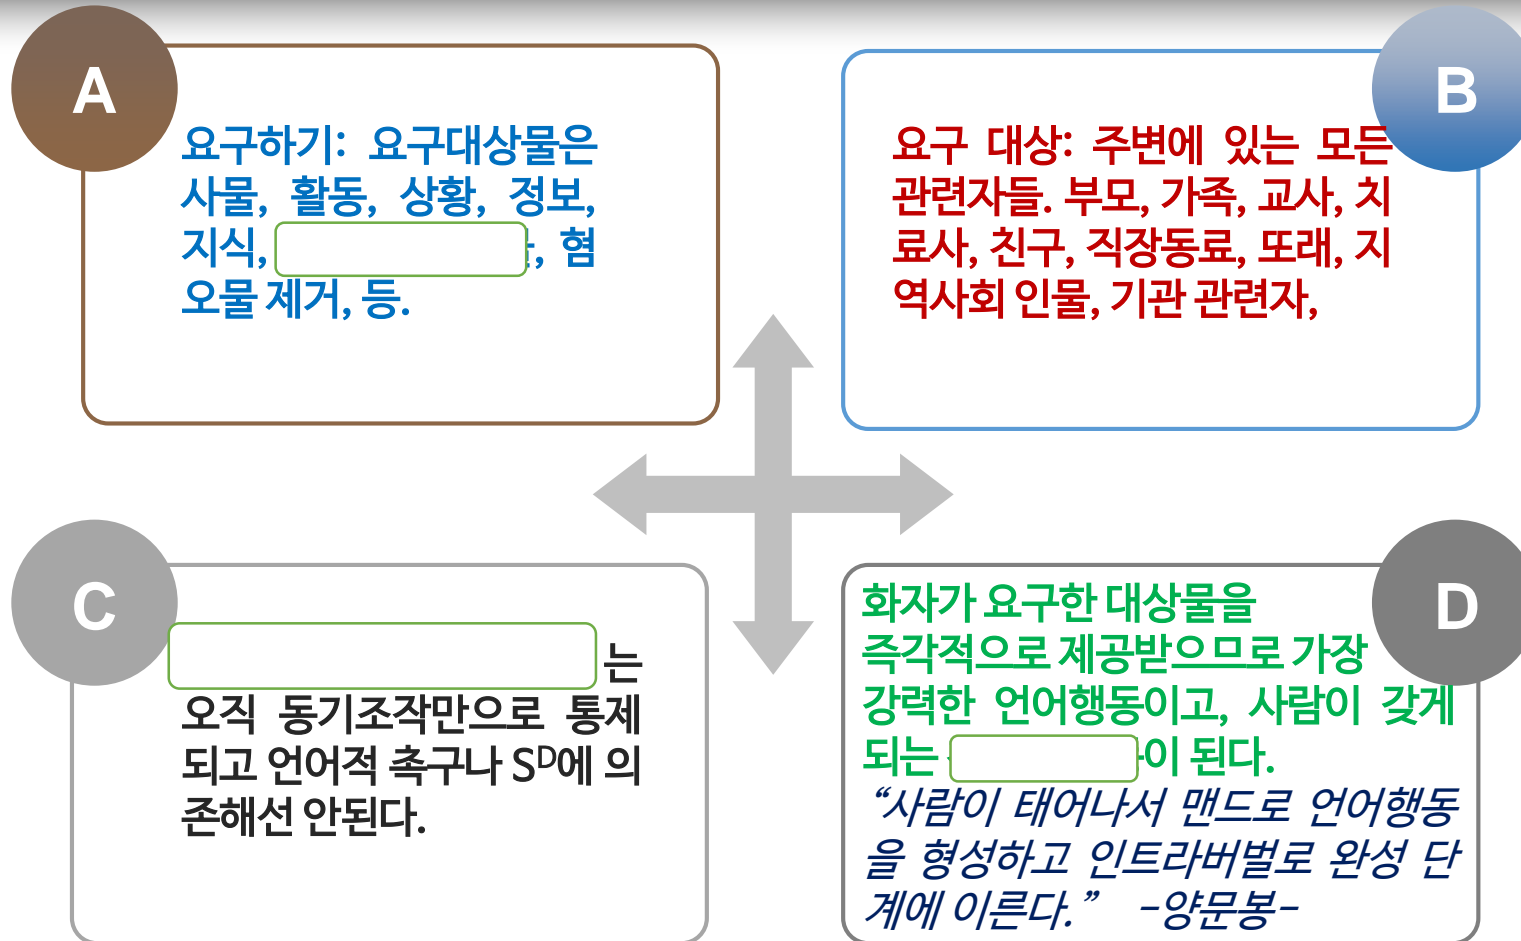 A
요구하기: 요구대상물은
사물, 활동, 상황, 정보,
지식, , 혐
오물 제거, 등.
B
요구 대상: 주변에 있는 모든
관련자들. 부모, 가족, 교사, 치
료사, 친구, 직장동료, 또래, 지
역사회 인물, 기관 관련자,
C
는
오직 동기조작만으로 통제
되고 언어적 촉구나 Sᴰ에 의
존해선 안된다.
D
화자가 요구한 대상물을
즉각적으로 제공받으므로 가장
강력한 언어행동이고, 사람이 갖게
되는 이 된다.
“사람이 태어나서 맨드로 언어행동
을 형성하고 인트라버벌로 완성 단
계에 이른다.” -양문봉-